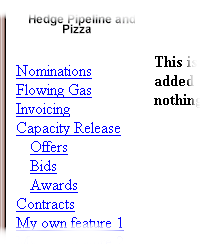 Hedge Pipeline and
Pizza
Nominations
Flowing Gas
Invoicing
Capacity Release
Offers
Bids
Awards
Contracts
My own feature 1
This is
added
nothing